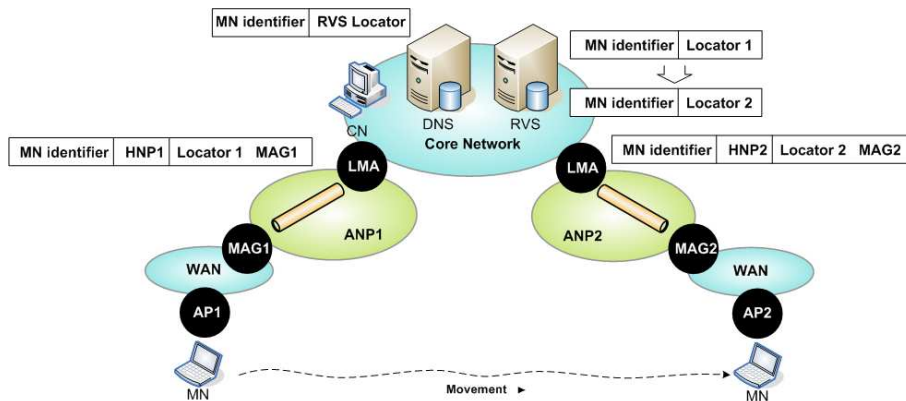 MN identifier RVS Locator
MN identifier Locator 1
MN identifier Locator 2
CN
DNS
RVS
Core Network
MN identifier HNP1 Locator 1 MAG1
MN identifier HNP2 Locator 2 MAG2
LMA
LMA
ANP1
ANP2
MAG1
MAG2
WAN
WAN
AP1
AP2
MN
MN
Movement